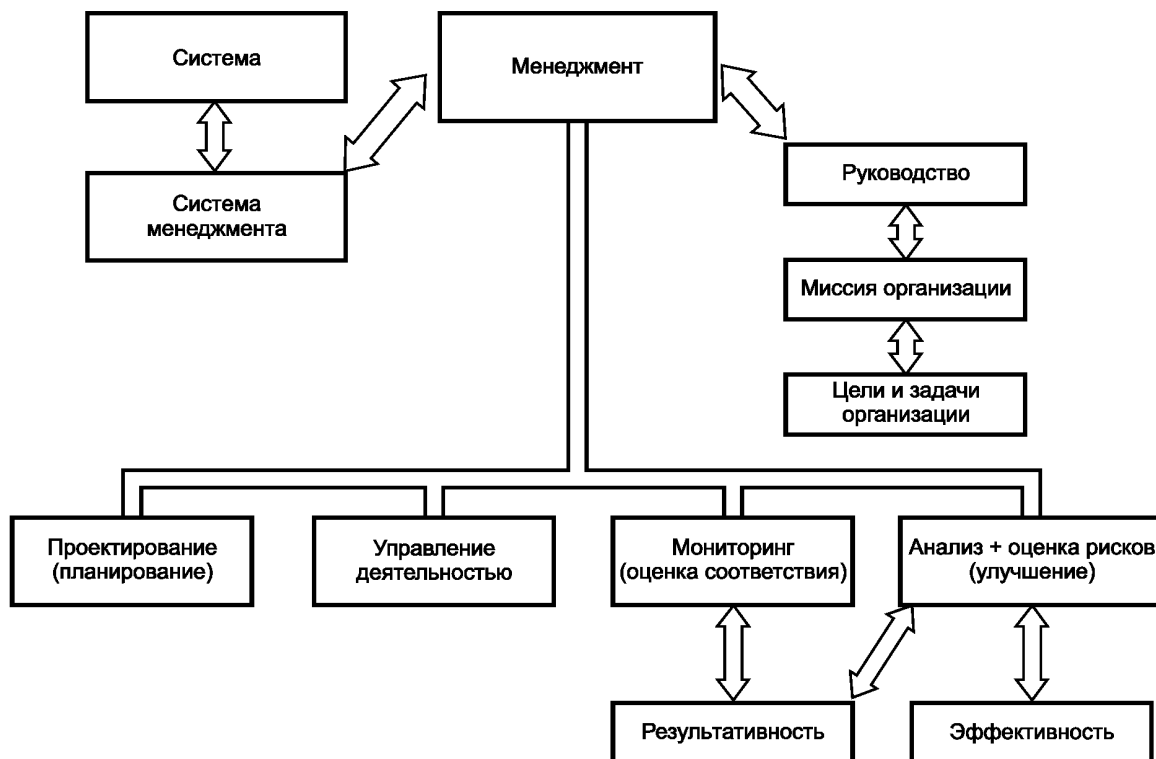 Система
Менеджмент
Система
менеджмента
Руководство
Миссия организации
Цели и задачи
организации
Проектирование
(планирование)
Управление
деятельностью
Мониторинг
(оценка соответствия)
Анализ + оценка рисков
(улучшение)
Результативность
Эффективность